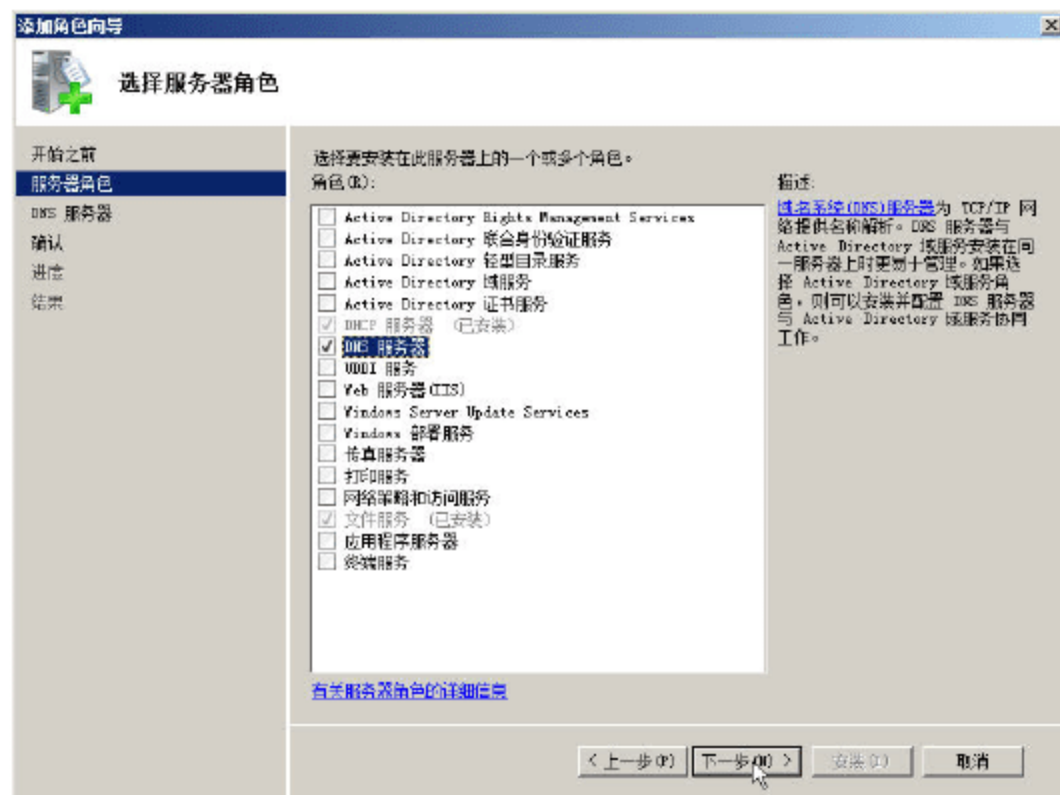 添加角色向导
选择服务器角色
开始之前
服务器角色
DNS 服务器
确认
进度
结果
选择要安装在此服务器上的一个或多个角色。
角色(R):
Active Directory Rights Management Services
Active Directory 联合身份验证服务
Active Directory 轻型目录服务
Active Directory 域服务
Active Directory 证书服务
DHCP 服务器 (已安装)
DNS 服务器
UDDI 服务
Web 服务器(IIS)
Windows Server Update Services
Windows 部署服务
传真服务器
打印服务
网络策略和访问服务
文件服务 (已安装)
应用程序服务器
终端服务
有关服务器角色的详细信息
描述:
域名系统(DNS)服务器为 TCP/IP 网
络提供名称解析。DNS 服务器与
Active Directory 域服务安装在同
一服务器上时更易于管理。如果选
择 Active Directory 域服务角
色，则可以安装并配置 DNS 服务器
与 Active Directory 域服务协同
工作。
< 上一步(P)
下一步(N) >
安装(I)
取消